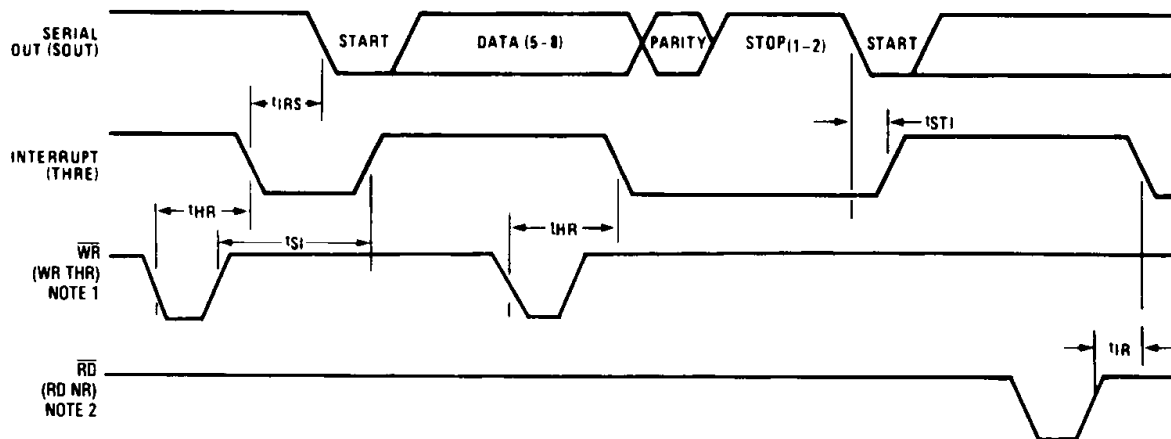 SERIAL
OUT (SOUT)
START
DATA (5-8)
PARITY
STOP(1-2)
START
tIRS
tSTI
INTERRUPT
(THRE)
tHR
tSI
tHR
WR
(WR THR)
NOTE 1
tIR
RD
(RD NR)
NOTE 2